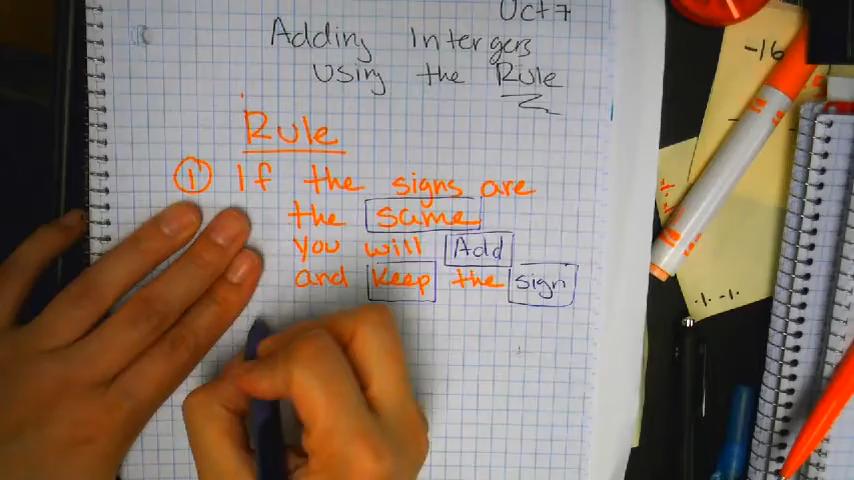 Oct 7
Adding Intergers
Using the Rule
Rule
1 If the signs are
the same
you will Add
and keep the sign
-16